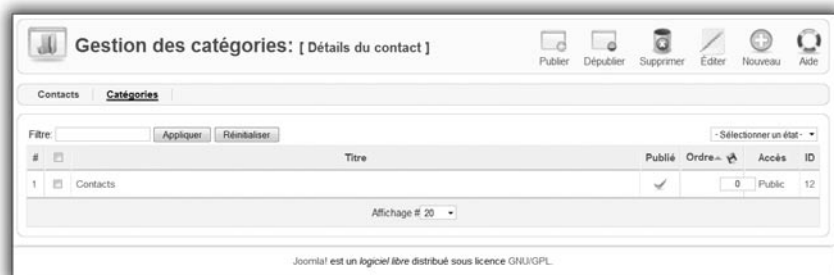 Gestion des catégories: [ Détails du contact ]
Publier Dépublier Supprimer Éditer Nouveau Aide
Contacts Catégories
Filtre: Appliquer Réinitialiser - Sélectionner un état -
# Titre Publié Ordre Accès ID
1 Contacts 0 Public 12
Affichage # 20
Joomla! est un logiciel libre distribué sous licence GNU/GPL.